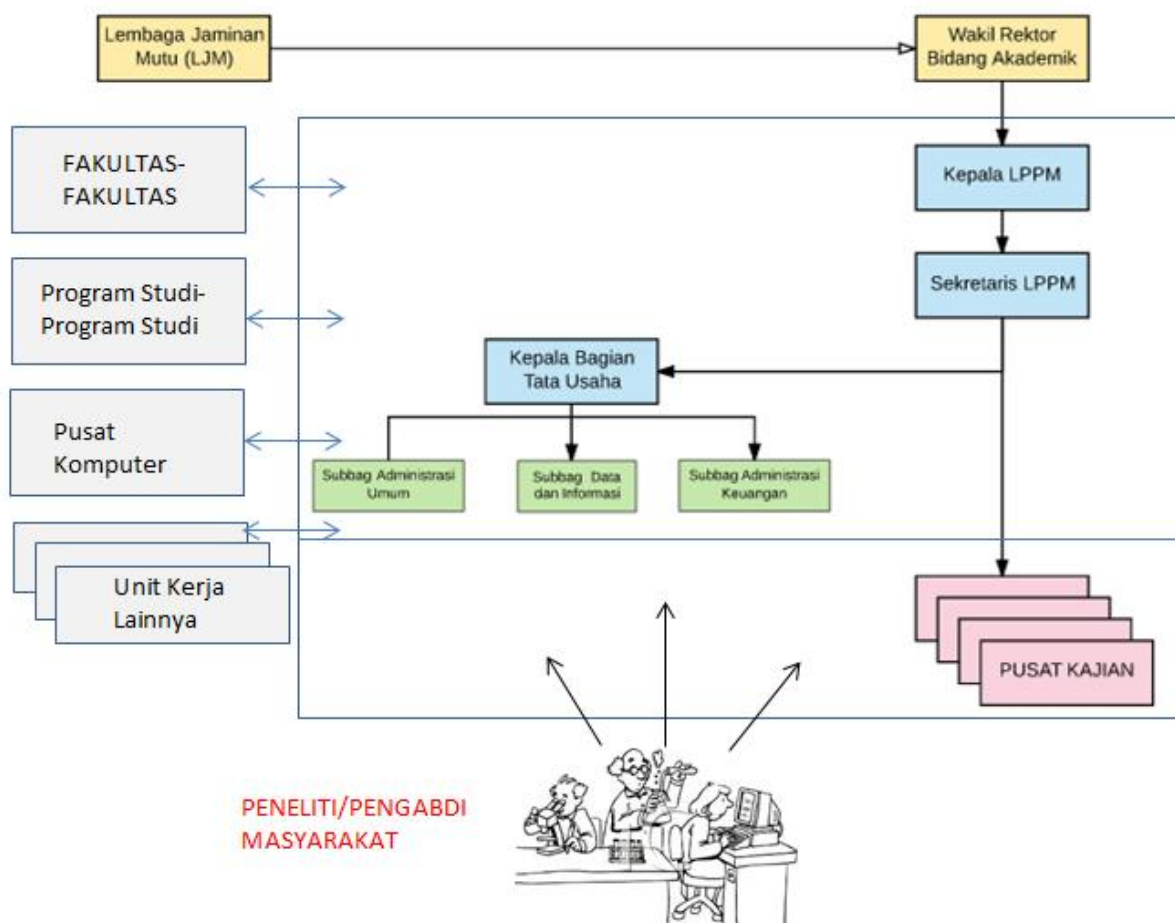 Lembaga Jaminan
Mutu (LJM)
Wakil Rektor
Bidang Akademik
FAKULTAS-
FAKULTAS
Kepala LPPM
Program Studi-
Program Studi
Sekretaris LPPM
Kepala Bagian
Tata Usaha
Pusat
Komputer
Subbag Administrasi
Umum
Subbag Data
dan Informasi
Subbag Administrasi
Keuangan
Unit Kerja
Lainnya
PUSAT KAJIAN
PENELITI/PENGABDI
MASYARAKAT